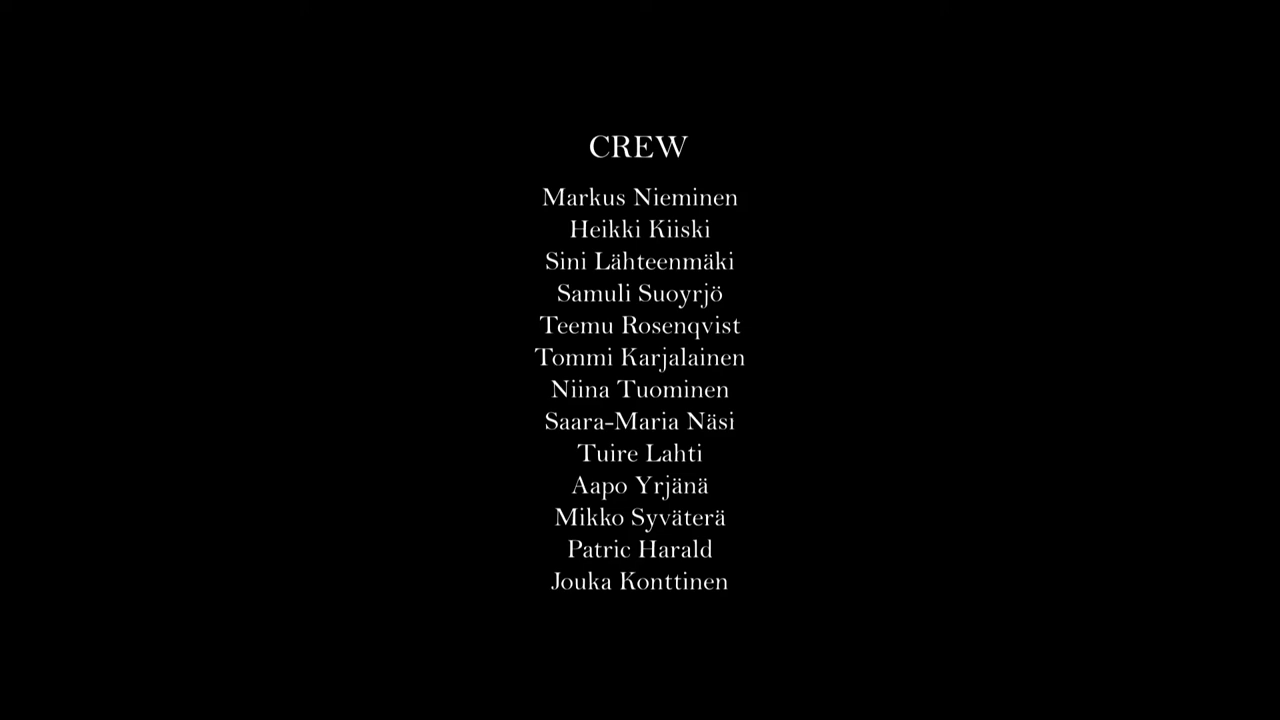 CREW
Markus Nieminen
Heikki Kiiski
Sini Lähteenmäki
Samuli Suoyrjö
Teemu Rosenqvist
Tommi Karjalainen
Niina Tuominen
Saara-Maria Näsi
Tuire Lahti
Aapo Yrjänä
Mikko Syväterä
Patric Harald
Jouka Konttinen